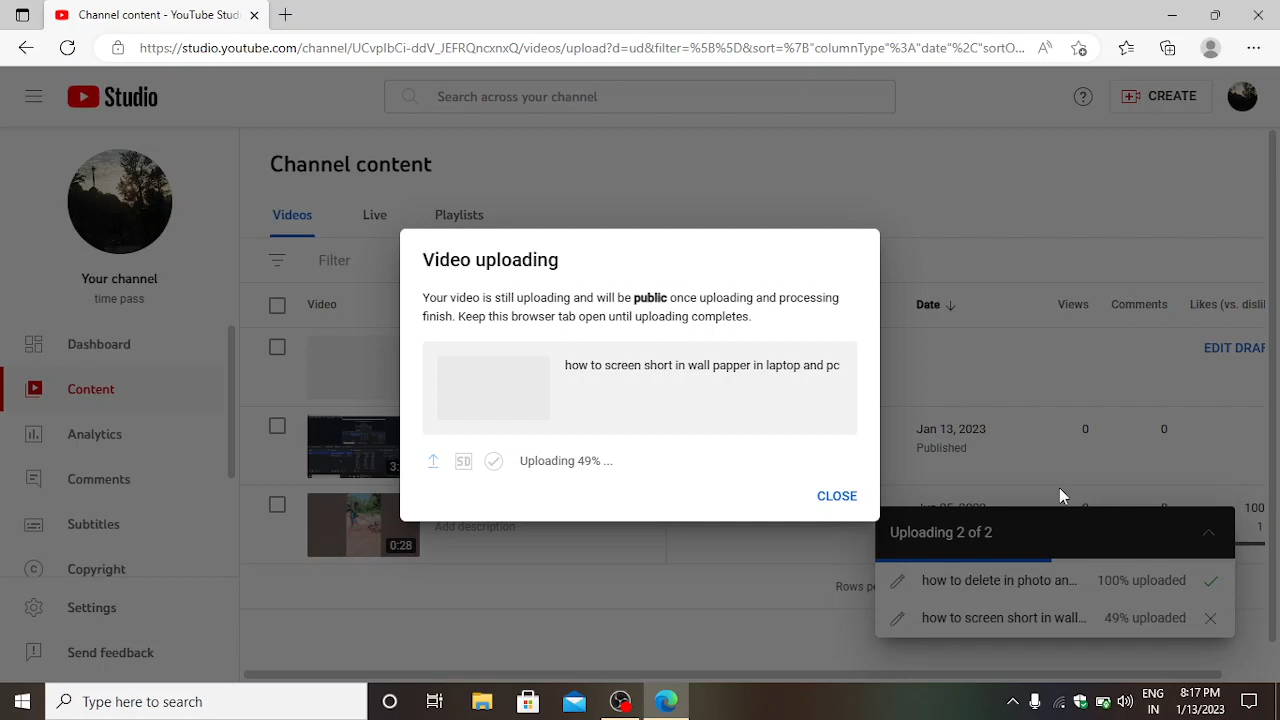 Channel content - YouTube Studi
https://studio.youtube.com/channel/UCvpIbCi-ddV_JEFRQncxnxQ/videos/upload?d=ud&filter=%5B%5D&sort=%7B"columnType"%3A"date"%2C"sortO...
Studio
Search across your channel
CREATE
Your channel
time pass
Dashboard
Content
Analytics
Comments
Subtitles
Copyright
Settings
Send feedback
Channel content
Videos Live Playlists
Filter
Video Date Views Comments Likes (vs. dislil
EDIT DRAF
Jan 13, 2023 0 0
Published
Add description
0:28
100
Rows pe
Video uploading
Your video is still uploading and will be public once uploading and processing
finish. Keep this browser tab open until uploading completes.
how to screen short in wall papper in laptop and pc
SD Uploading 49% ...
CLOSE
Uploading 2 of 2
how to delete in photo an... 100% uploaded
how to screen short in wall... 49% uploaded
Type here to search
ENG 8:17 PM
IN 1/13/2023